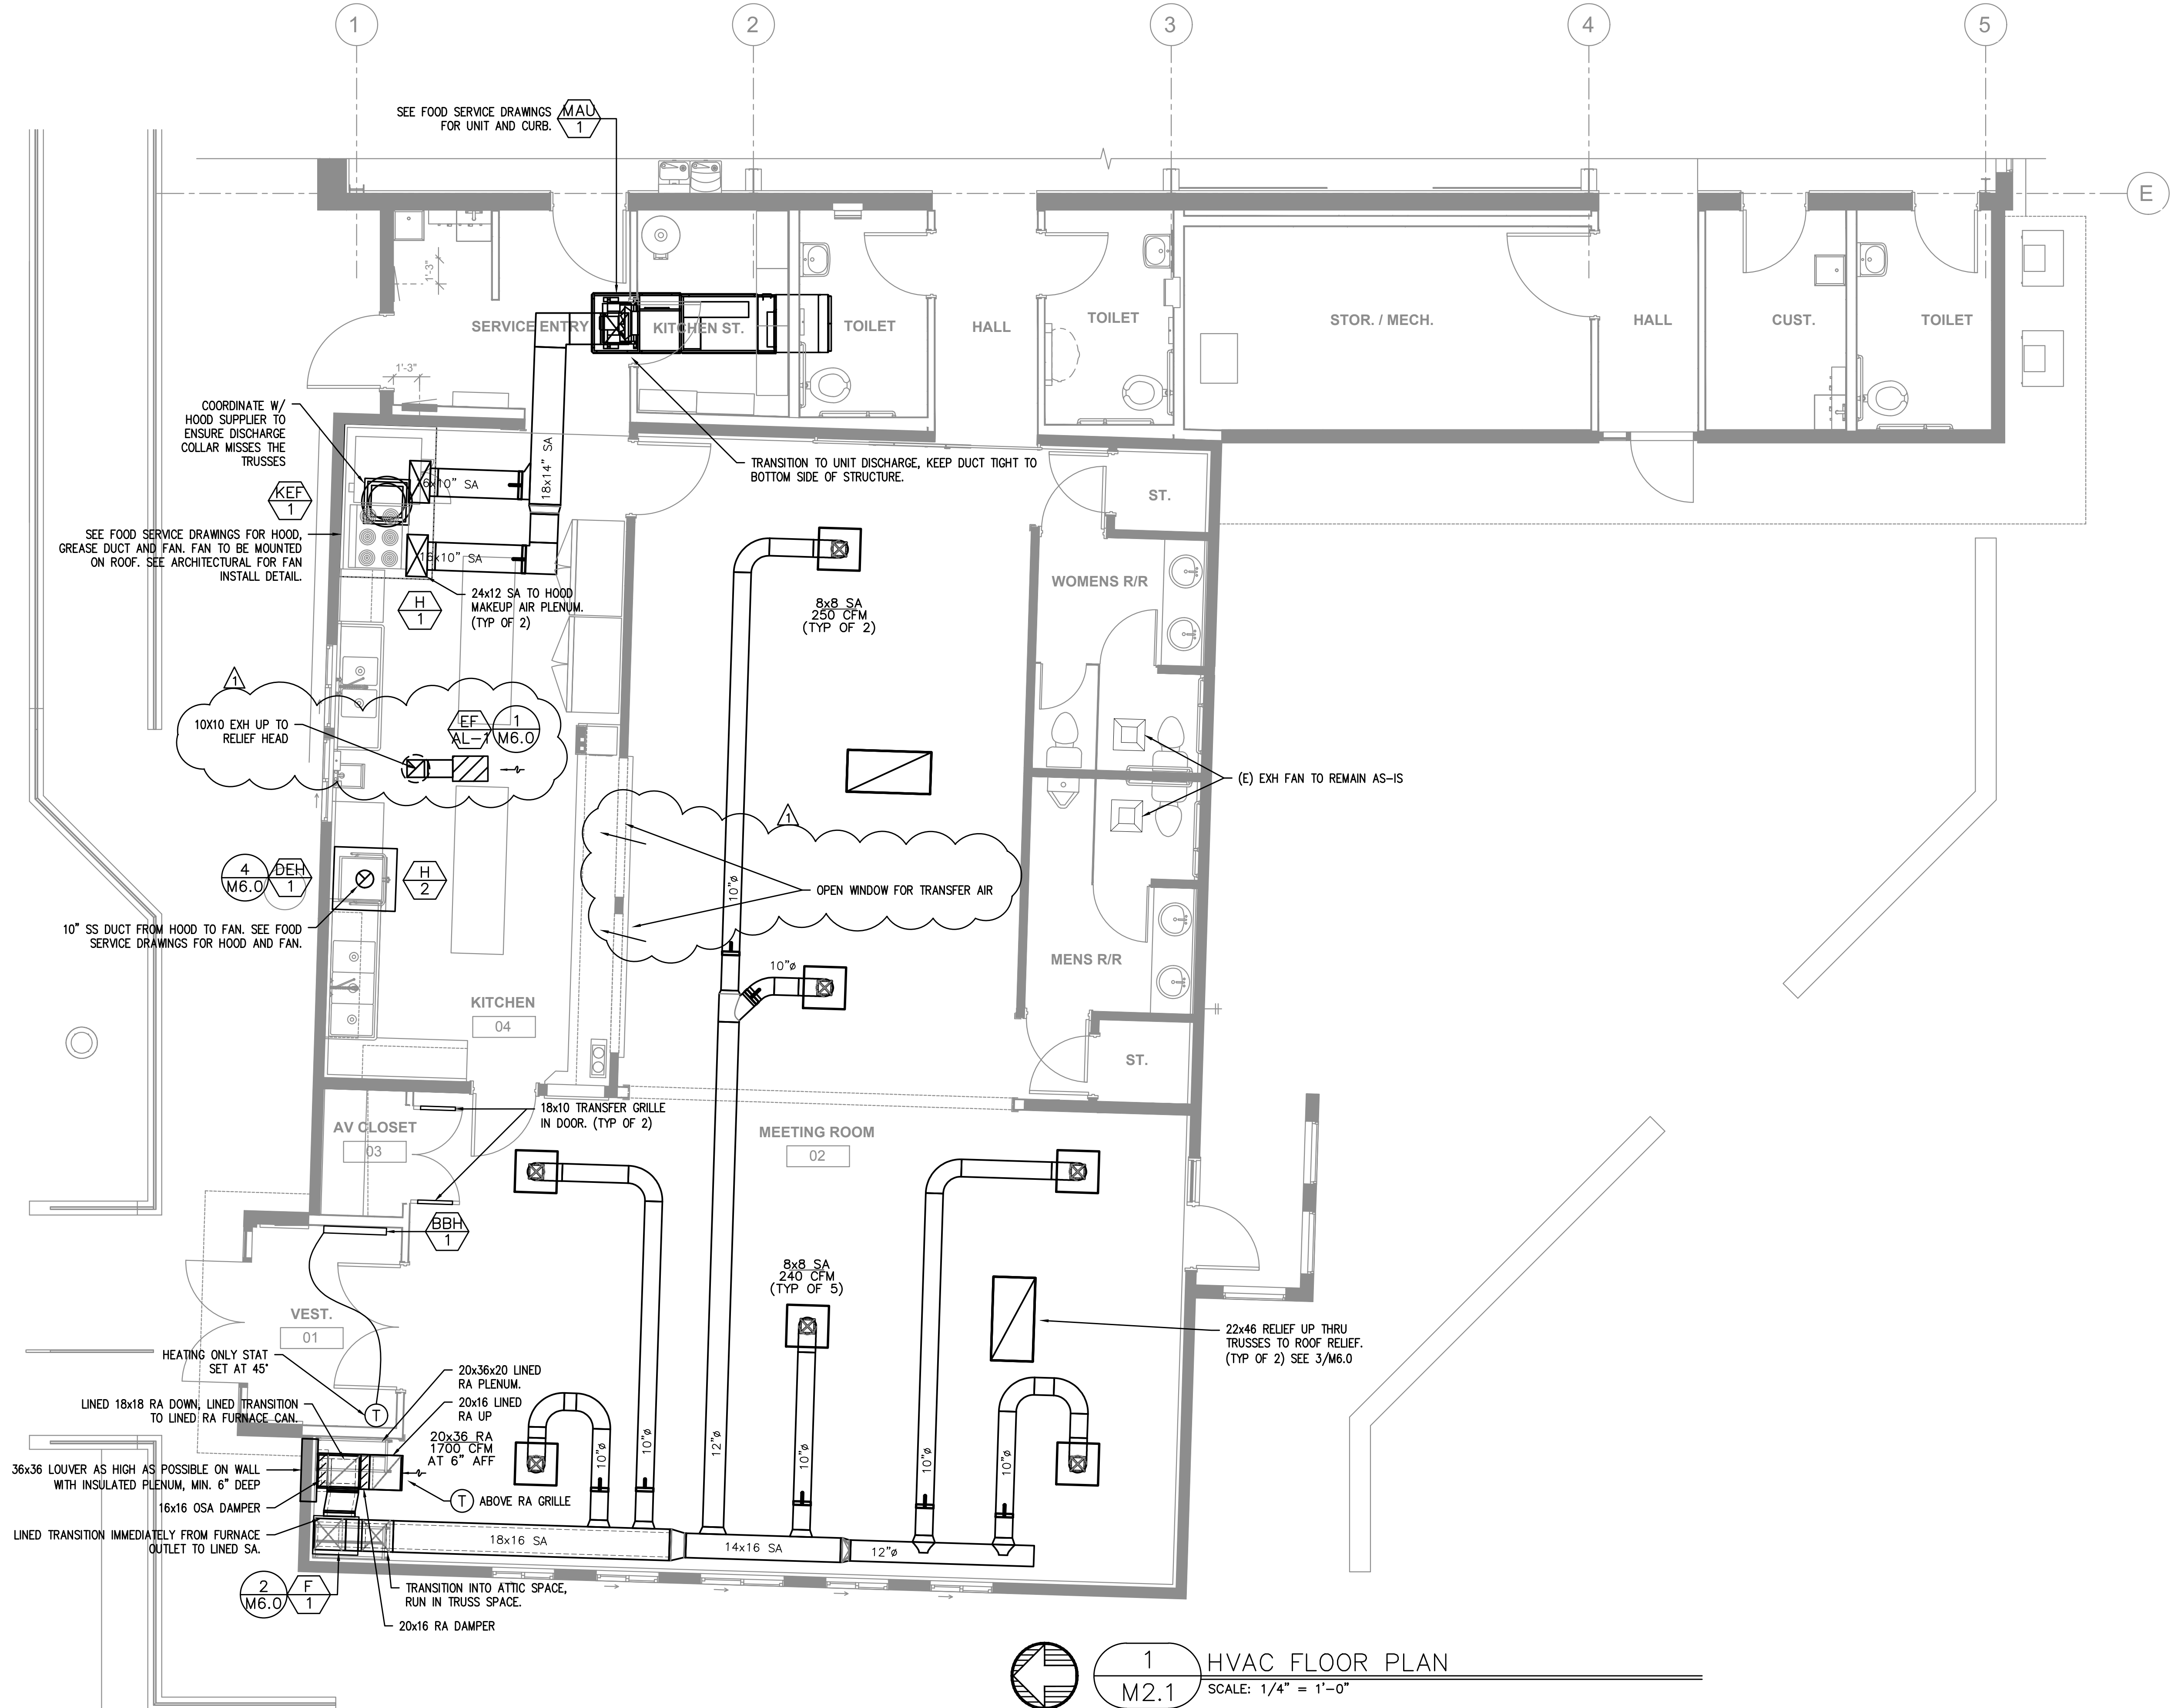 1
2
3
4
5
E
SEE FOOD SERVICE DRAWINGS
FOR UNIT AND CURB.
MAU
1
1'-3"
SERVICE ENTRY
KITCHEN ST.
TOILET
HALL
TOILET
STOR. / MECH.
HALL
CUST.
TOILET
1'-3"
COORDINATE W/
HOOD SUPPLIER TO
ENSURE DISCHARGE
COLLAR MISSES THE
TRUSSES
18x14" SA
TRANSITION TO UNIT DISCHARGE, KEEP DUCT TIGHT TO
BOTTOM SIDE OF STRUCTURE.
KEF
1
16x10" SA
ST.
SEE FOOD SERVICE DRAWINGS FOR HOOD,
GREASE DUCT AND FAN. FAN TO BE MOUNTED
ON ROOF. SEE ARCHITECTURAL FOR FAN
INSTALL DETAIL.
16x10" SA
H
1
24x12 SA TO HOOD
MAKEUP AIR PLENUM.
(TYP OF 2)
8x8 SA
250 CFM
(TYP OF 2)
WOMENS R/R
1
10X10 EXH UP TO
RELIEF HEAD
EF
AL-1
1
M6.0
(E) EXH FAN TO REMAIN AS-IS
1
OPEN WINDOW FOR TRANSFER AIR
10"ø
4
M6.0
DEH
1
H
2
10" SS DUCT FROM HOOD TO FAN. SEE FOOD
SERVICE DRAWINGS FOR HOOD AND FAN.
10"ø
MENS R/R
KITCHEN
04
ST.
18x10 TRANSFER GRILLE
IN DOOR. (TYP OF 2)
AV CLOSET
03
MEETING ROOM
02
BBH
1
8x8 SA
240 CFM
(TYP OF 5)
VEST.
01
22x46 RELIEF UP THRU
TRUSSES TO ROOF RELIEF.
(TYP OF 2) SEE 3/M6.0
HEATING ONLY STAT
SET AT 45°
T
20x36x20 LINED
RA PLENUM.
LINED 18x18 RA DOWN, LINED TRANSITION
TO LINED RA FURNACE CAN.
20x16 LINED
RA UP
20x36 RA
1700 CFM
AT 6" AFF
36x36 LOUVER AS HIGH AS POSSIBLE ON WALL
WITH INSULATED PLENUM, MIN. 6" DEEP
T
ABOVE RA GRILLE
16x16 OSA DAMPER
10"ø
10"ø
12"ø
10"ø
10"ø
10"ø
LINED TRANSITION IMMEDIATELY FROM FURNACE
OUTLET TO LINED SA.
18x16 SA
14x16 SA
12"ø
2
M6.0
F
1
TRANSITION INTO ATTIC SPACE,
RUN IN TRUSS SPACE.
20x16 RA DAMPER
1
M2.1
HVAC FLOOR PLAN
SCALE: 1/4" = 1'-0"